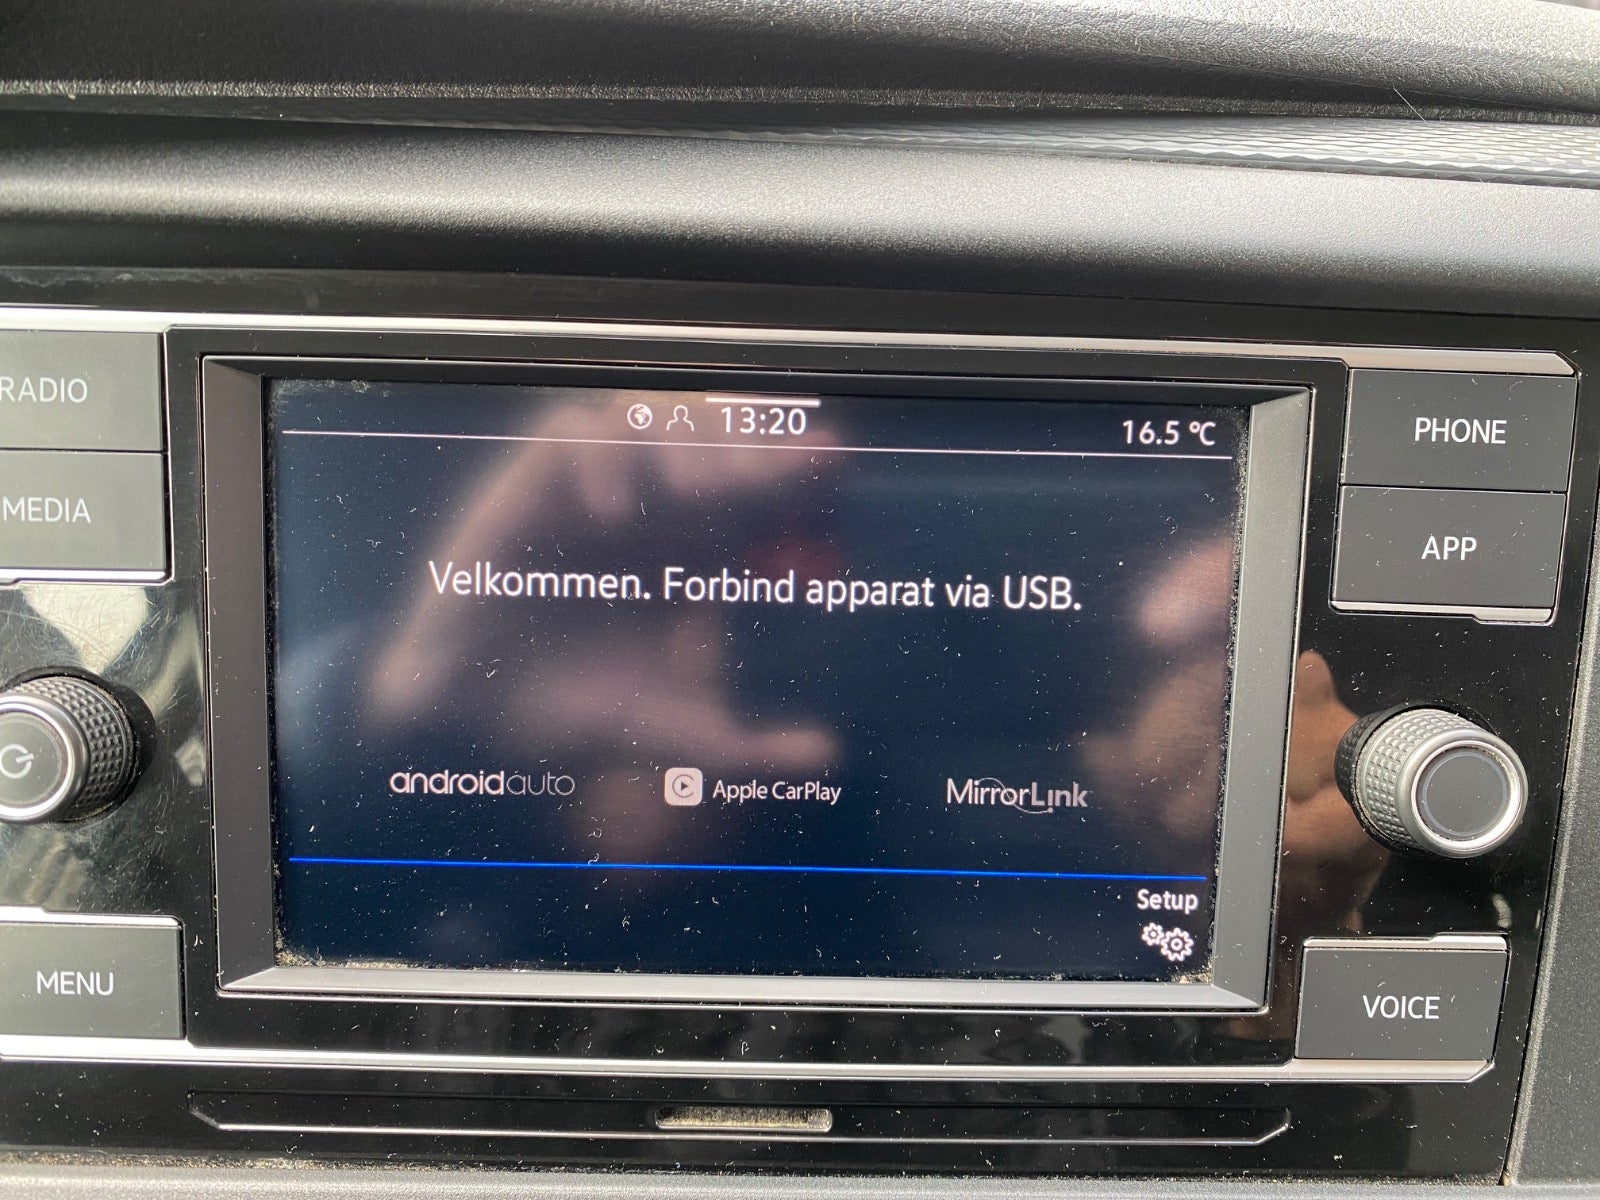 RADIO
MEDIA
MENU
13:20
16.5 °C
Velkommen. Forbind apparat via USB.
androidauto
Apple CarPlay
MirrorLink
Setup
PHONE
APP
VOICE